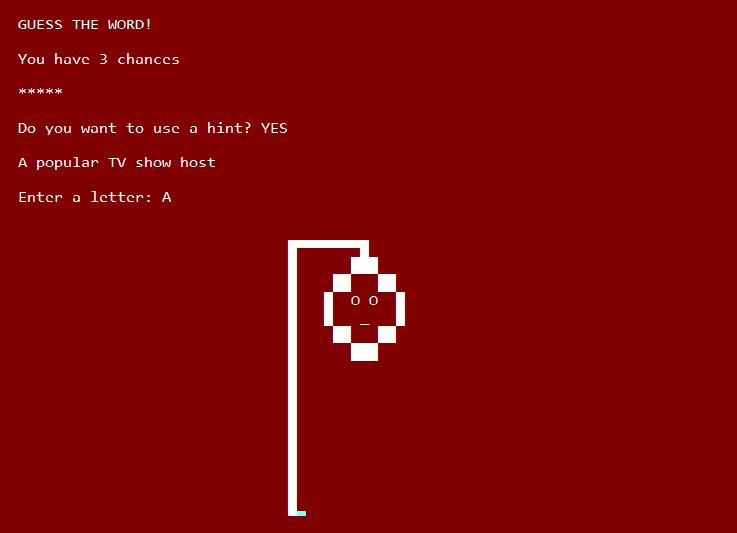 GUESS THE WORD!
You have 3 chances
*****
Do you want to use a hint? YES
A popular TV show host
Enter a letter: A
O O
_